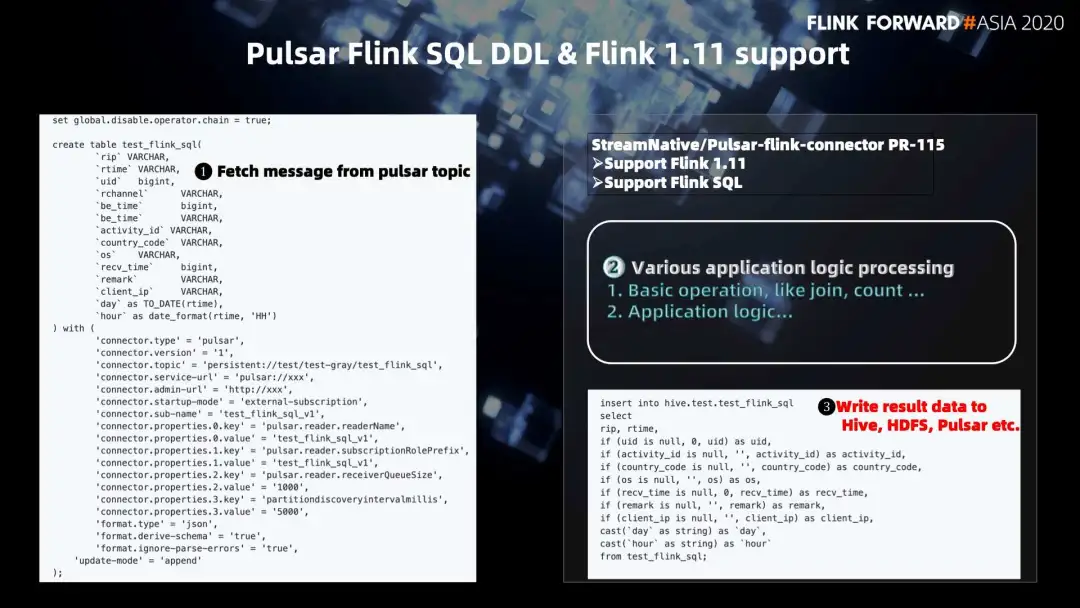 FLINK FORWARD#ASIA 2020
Pulsar Flink SQL DDL & Flink 1.11 support
set global.disable.operator.chain = true;
create table test_flink_sql(
`rip` VARCHAR,
`rtime` VARCHAR,
`uid` bigint,
`rchannel` VARCHAR,
`be_time` bigint,
`be_time` VARCHAR,
`activity_id` VARCHAR,
`country_code` VARCHAR,
`os` VARCHAR,
`recv_time` bigint,
`remark` VARCHAR,
`client_ip` VARCHAR,
`day` as TO_DATE(rtime),
`hour` as date_format(rtime, 'HH')
) with (
'connector.type' = 'pulsar',
'connector.version' = '1',
'connector.topic' = 'persistent://test/test-gray/test_flink_sql',
'connector.service-url' = 'pulsar://xxx',
'connector.admin-url' = 'http://xxx',
'connector.startup-mode' = 'external-subscription',
'connector.sub-name' = 'test_flink_sql_v1',
'connector.properties.0.key' = 'pulsar.reader.readerName',
'connector.properties.0.value' = 'test_flink_sql_v1',
'connector.properties.1.key' = 'pulsar.reader.subscriptionRolePrefix',
'connector.properties.1.value' = 'test_flink_sql_v1',
'connector.properties.2.key' = 'pulsar.reader.receiverQueueSize',
'connector.properties.2.value' = '1000',
'connector.properties.3.key' = 'partitiondiscoveryintervalmillis',
'connector.properties.3.value' = '5000',
'format.type' = 'json',
'format.derive-schema' = 'true',
'format.ignore-parse-errors' = 'true',
'update-mode' = 'append'
);
❶ Fetch message from pulsar topic
StreamNative/Pulsar-flink-connector PR-115
➢Support Flink 1.11
➢Support Flink SQL
❷ Various application logic processing
1. Basic operation, like join, count ...
2. Application logic...
insert into hive.test.test_flink_sql
select
rip, rtime,
if (uid is null, 0, uid) as uid,
if (activity_id is null, '', activity_id) as activity_id,
if (country_code is null, '', country_code) as country_code,
if (os is null, '', os) as os,
if (recv_time is null, 0, recv_time) as recv_time,
if (remark is null, '', remark) as remark,
if (client_ip is null, '', client_ip) as client_ip,
cast(`day` as string) as `day`,
cast(`hour` as string) as `hour`
from test_flink_sql;
❸Write result data to
Hive, HDFS, Pulsar etc.